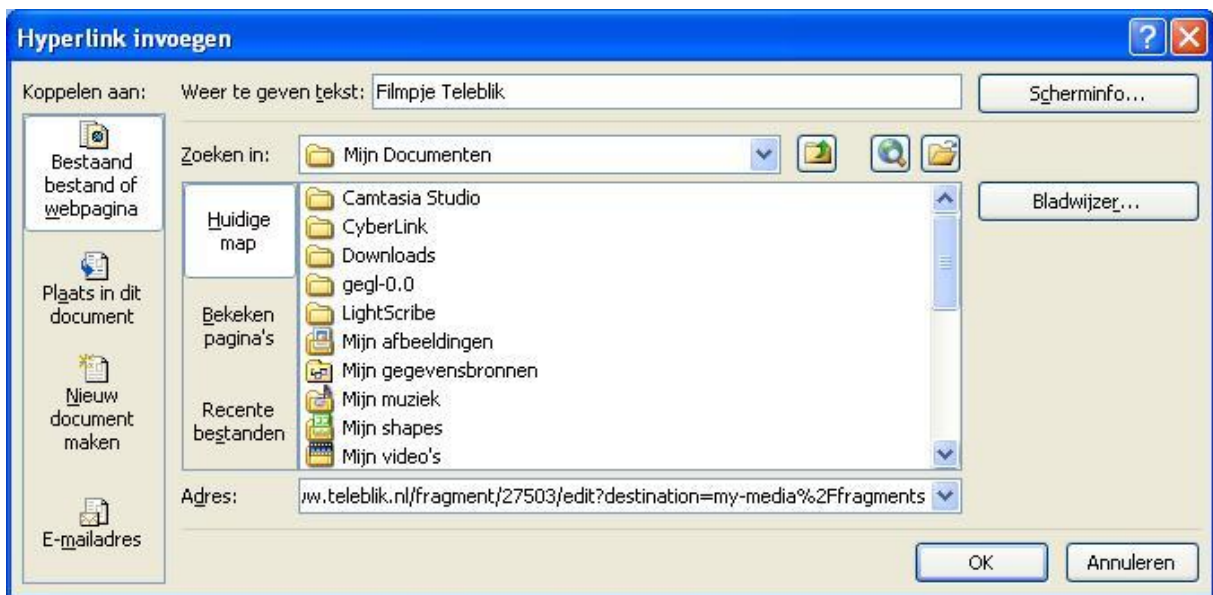 Hyperlink invoegen
Koppelen aan:
Weer te geven tekst: Filmpje Teleblik
Scherminfo...
Bestaand
bestand of
webpagina
Plaats in dit
document
Nieuw
document
maken
E-mailadres
Zoeken in: Mijn Documenten
Huidige
map
Bekeken
pagina's
Recente
bestanden
Camtasia Studio
CyberLink
Downloads
gegl-0.0
LightScribe
Mijn afbeeldingen
Mijn gegevensbronnen
Mijn muziek
Mijn shapes
Mijn video's
Bladwijzer...
Adres: w.teleblik.nl/fragment/27503/edit?destination=my-media%2Ffragments
OK
Annuleren